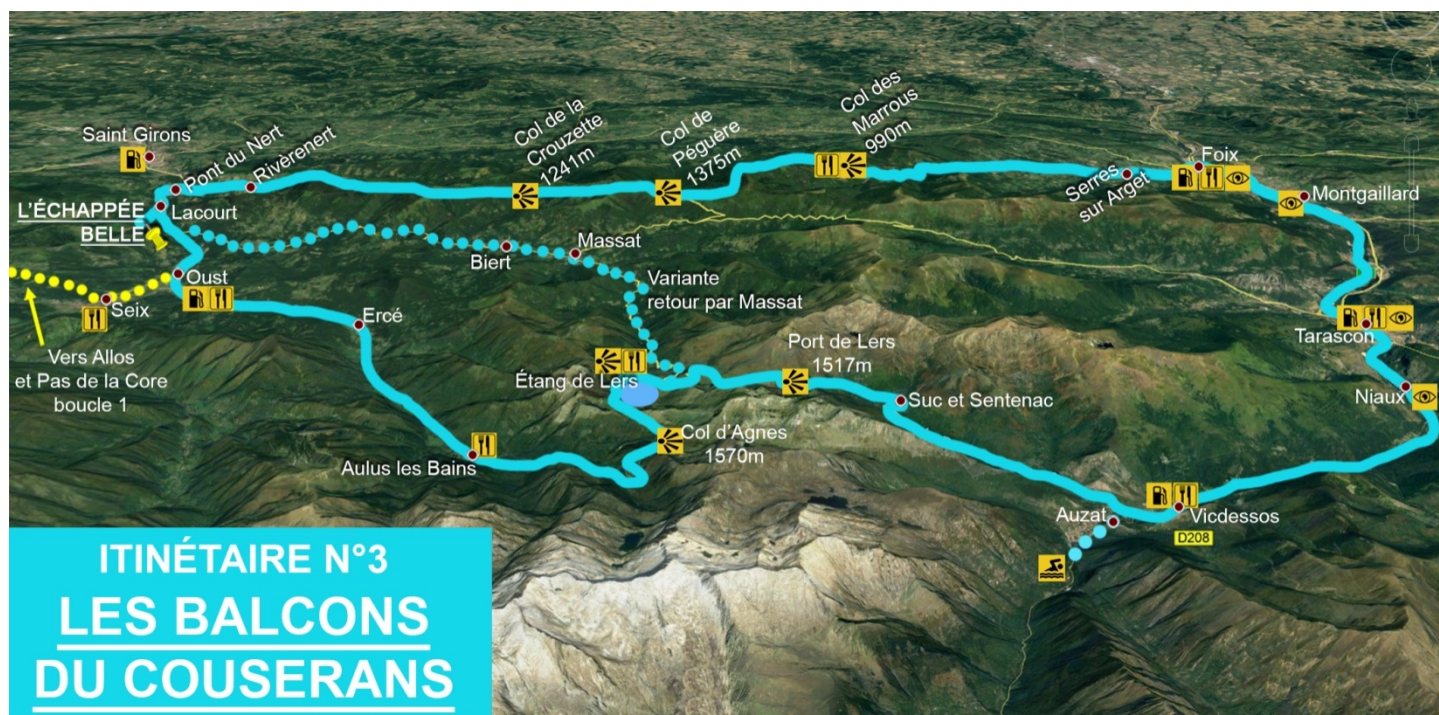 Saint Girons
Pont du Nert
Rivèrenert
Col de la
Crouzette
1241m
Col de
Péguère
1375m
Col des
Marrous
990m
Serres
sur Arget
Foix
Montgaillard
L'ÉCHAPPÉE
BELLE
Lacourt
Oust
Seix
Vers Allos
et Pas de la Core
boucle 1
Biert
Massat
Variante
retour par Massat
Ercé
Tarascon
Port de Lers
1517m
Étang de Lers
Suc et Sentenac
Niaux
Col d'Agnes
1570m
Aulus les Bains
Auzat
Vicdessos
D208
ITINÉTAIRE N°3
LES BALCONS
DU COUSERANS